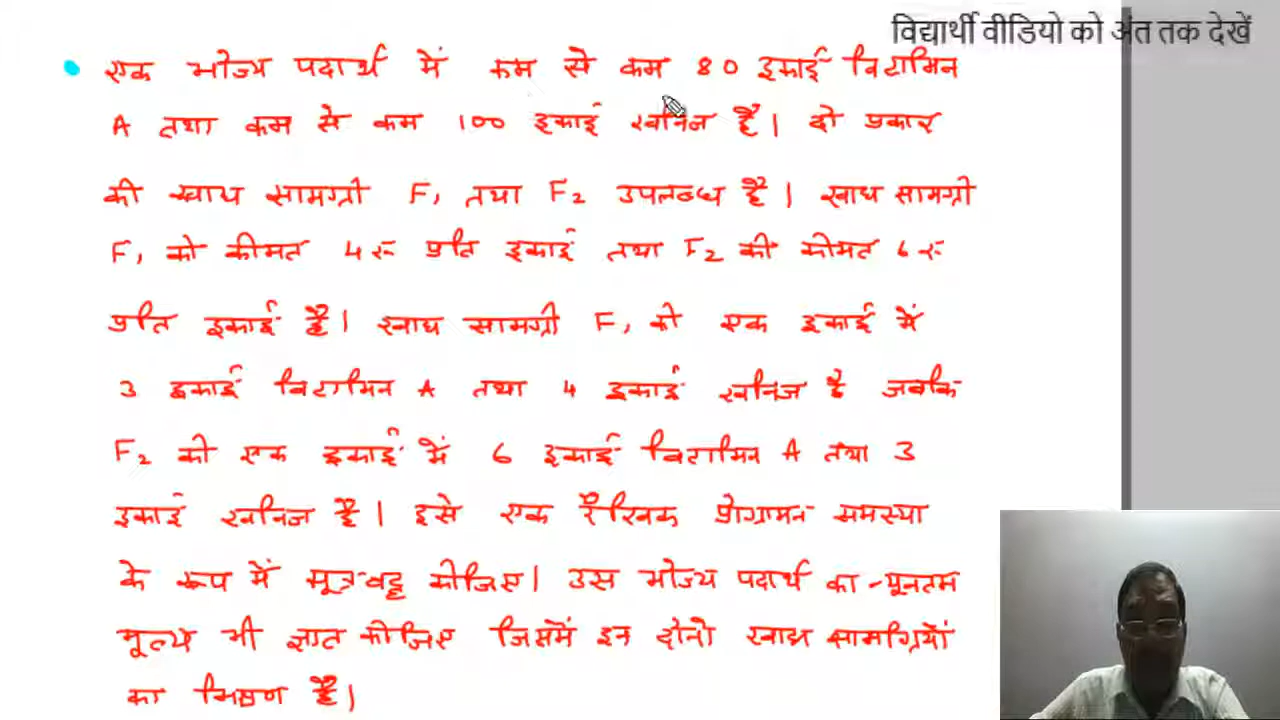 विद्यार्थी वीडियो को अंत तक देखें
एक भोज्य पदार्थ में कम से कम 80 इकाई विटामिन
A तथा कम से कम 100 इकाई खनिज है। दो प्रकार
की खाद्य सामग्री F₁ तथा F₂ उपलब्ध है। खाद्य सामग्री
F₁ की कीमत 4 रु प्रति इकाई तथा F₂ की कीमत 6 रु
प्रति इकाई है। खाद्य सामग्री F₁ की एक इकाई में
3 इकाई विटामिन A तथा 4 इकाई खनिज है जबकि
F₂ की एक इकाई में 6 इकाई विटामिन A तथा 3
इकाई खनिज है। इसे एक रैखिक प्रोग्रामन समस्या
के रूप में सूत्रबद्ध कीजिए। उस भोज्य पदार्थ का न्यूनतम
मूल्य भी ज्ञात कीजिए जिसमें इन दोनों खाद्य सामग्रियों
का मिश्रण है।